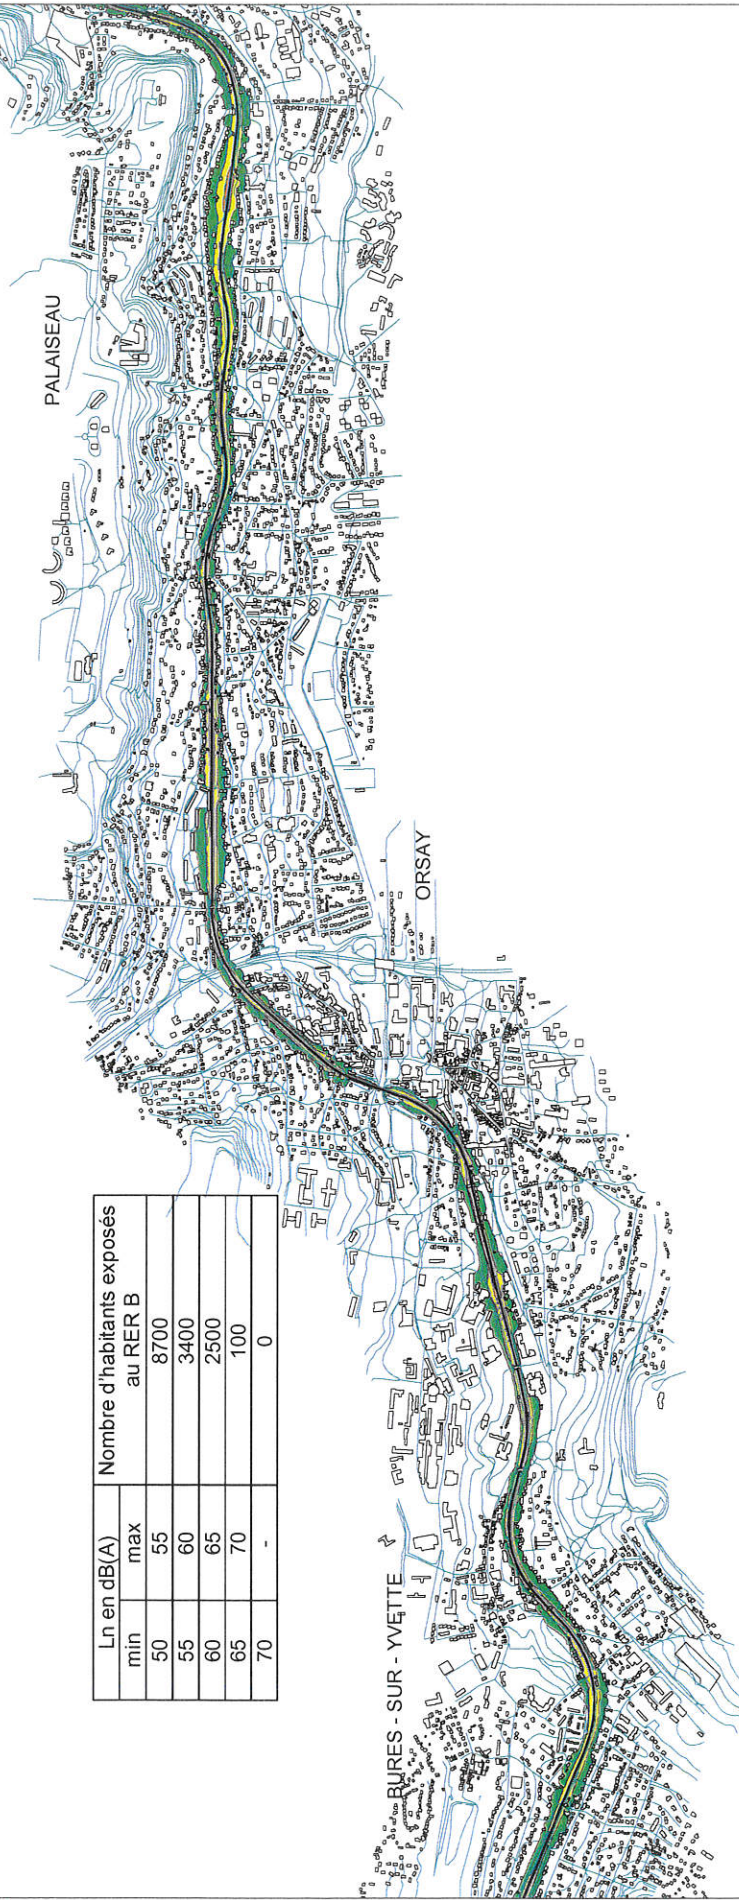 PALAISEAU
ORSAY
BURES - SUR - YVETTE
Ln en dB(A) Nombre d'habitants exposés
min max au RER B
50 55 8700
55 60 3400
60 65 2500
65 70 100
70 - 0